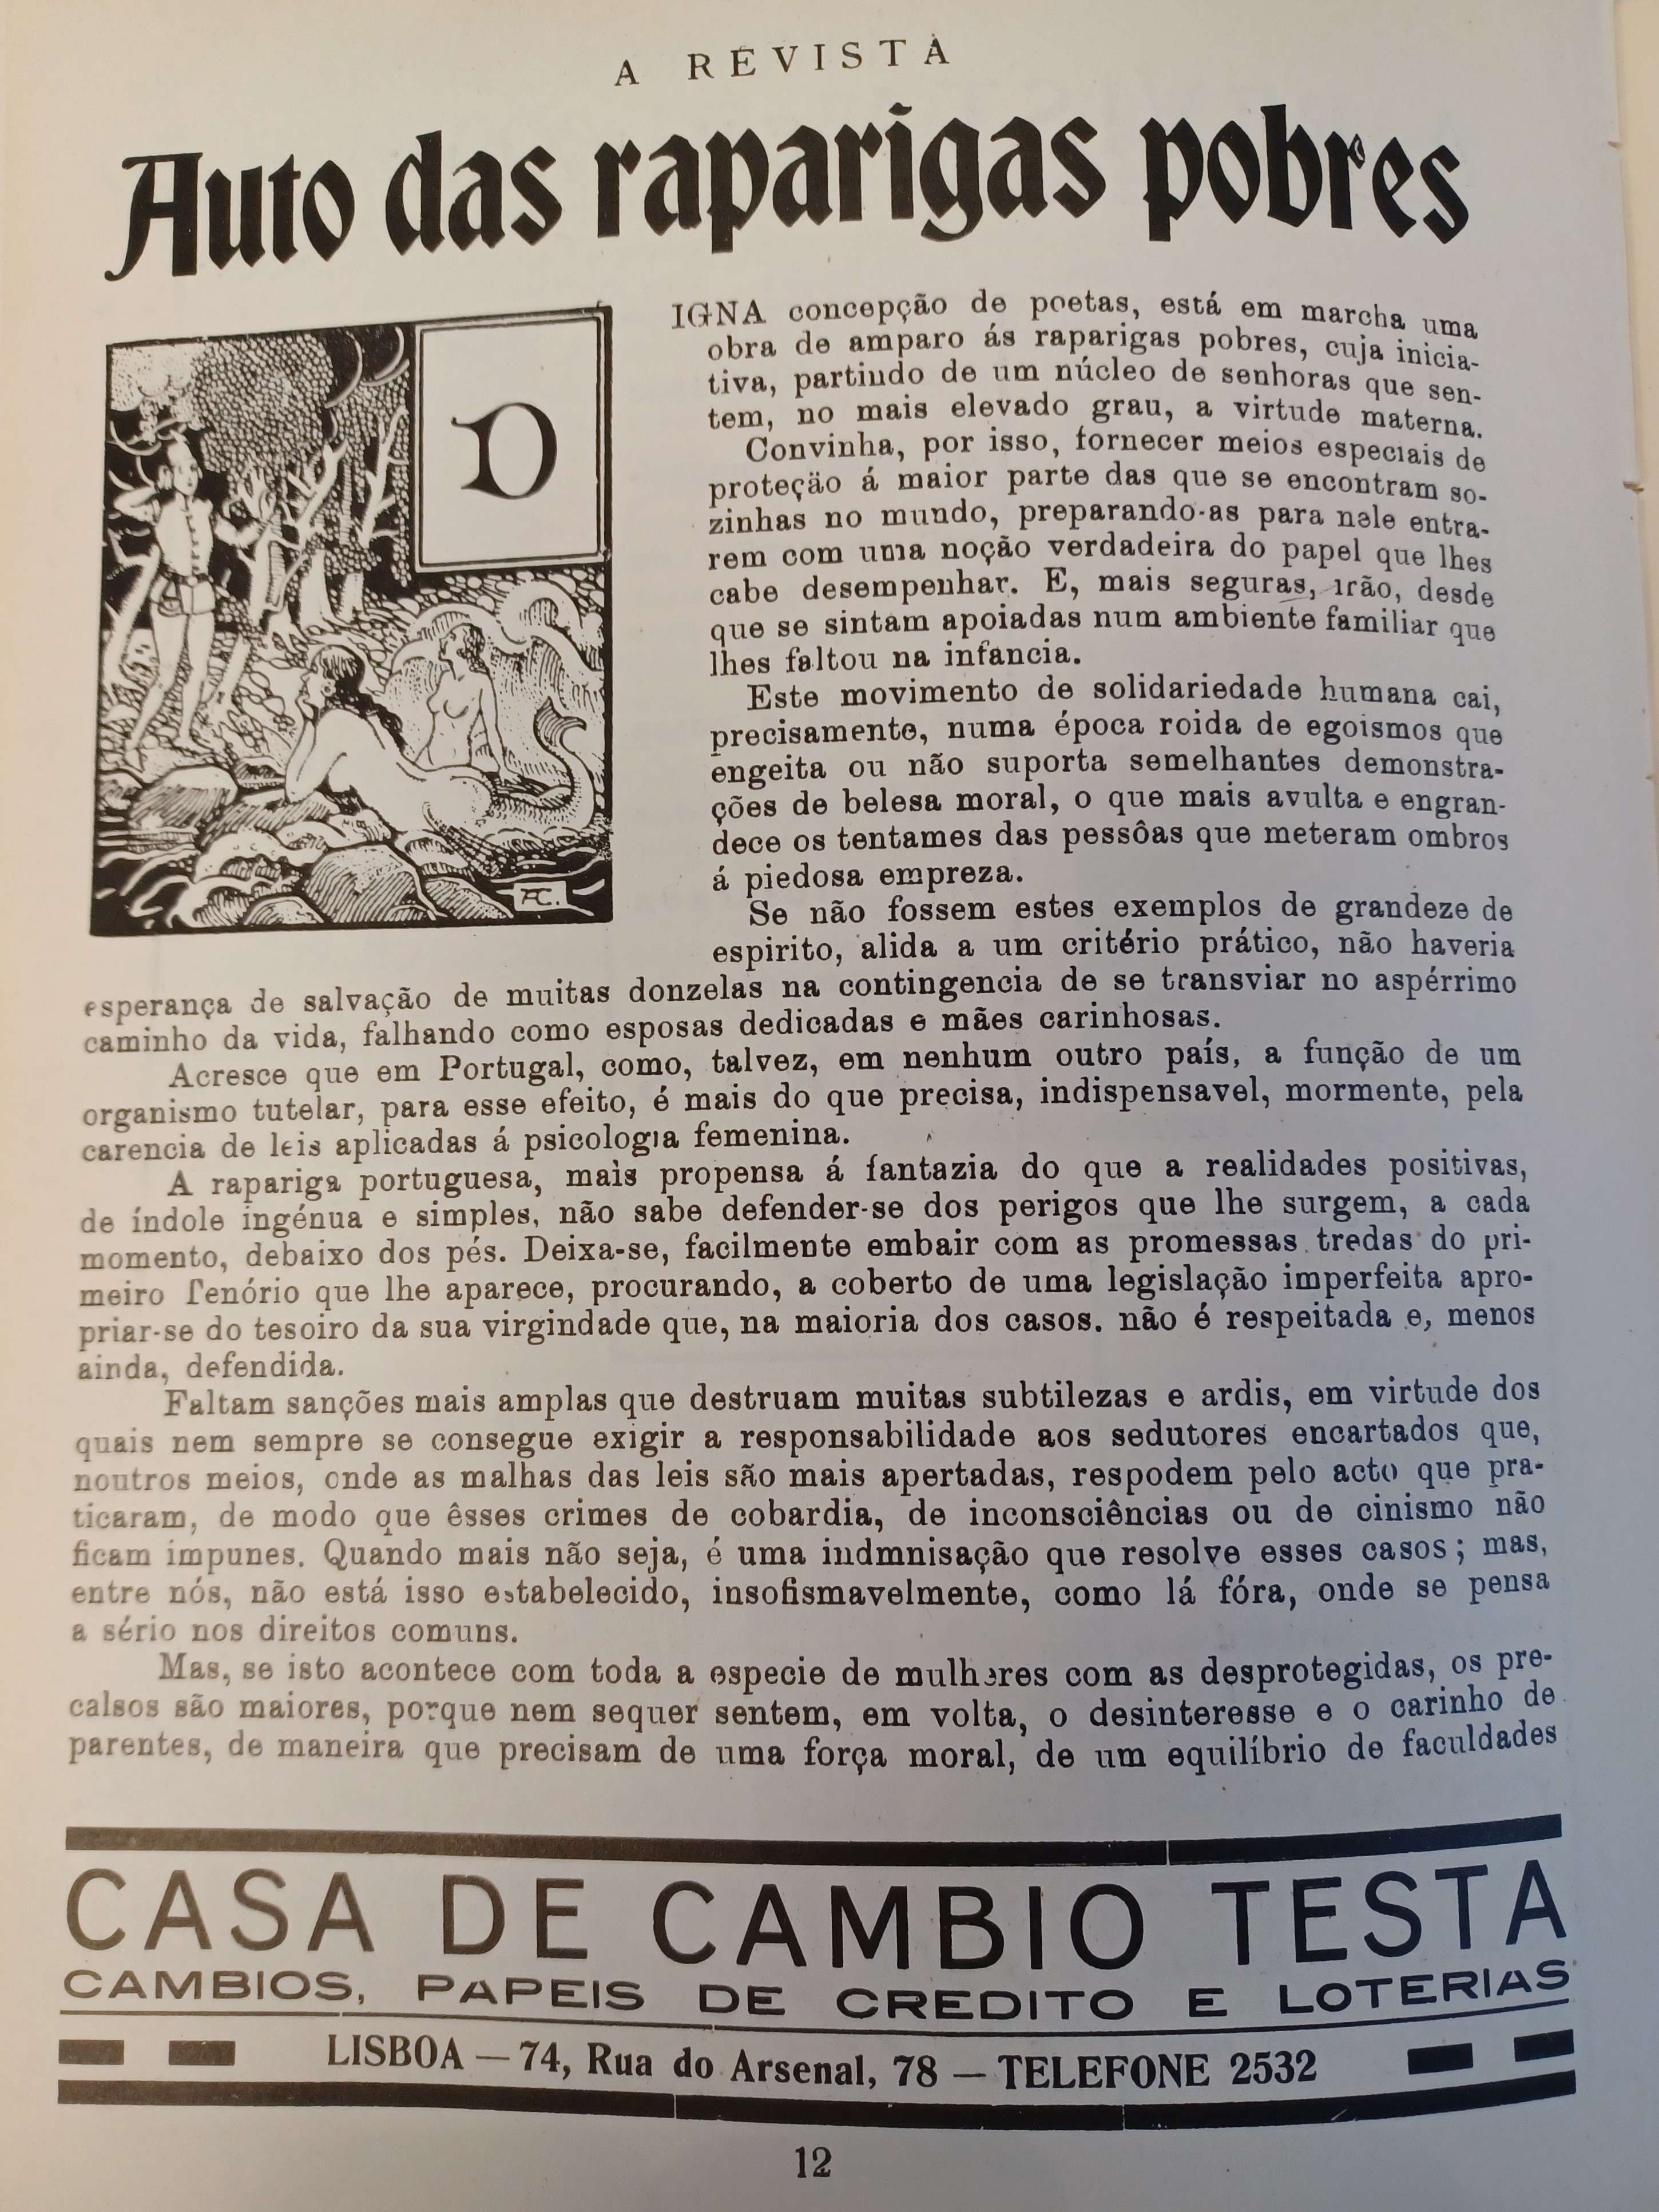 A REVISTA
Auto das raparigas pobres
DIGNA concepção de poetas, está em marcha uma
obra de amparo ás raparigas pobres, cuja inicia-
tiva, partindo de um núcleo de senhoras que sen-
tem, no mais elevado grau, a virtude materna.
Convinha, por isso, fornecer meios especiais de
proteção á maior parte das que se encontram so-
zinhas no mundo, preparando-as para nele entra-
rem com uma noção verdadeira do papel que lhes
cabe desempenhar. E, mais seguras, irão, desde
que se sintam apoiadas num ambiente familiar que
lhes faltou na infancia.
Este movimento de solidariedade humana cai,
precisamente, numa época roida de egoismos que
engeita ou não suporta semelhantes demonstra-
ções de belesa moral, o que mais avulta e engran-
dece os tentames das pessôas que meteram ombros
á piedosa empreza.
Se não fossem estes exemplos de grandeze de
espirito, alida a um critério prático, não haveria
esperança de salvação de muitas donzelas na contingencia de se transviar no aspérrimo
caminho da vida, falhando como esposas dedicadas e mães carinhosas.
Acresce que em Portugal, como, talvez, em nenhum outro país, a função de um
organismo tutelar, para esse efeito, é mais do que precisa, indispensavel, mormente, pela
carencia de leis aplicadas á psicologia femenina.
A rapariga portuguesa, mais propensa á fantazia do que a realidades positivas,
de índole ingénua e simples, não sabe defender-se dos perigos que lhe surgem, a cada
momento, debaixo dos pés. Deixa-se, facilmente embair com as promessas tredas do pri-
meiro Tenório que lhe aparece, procurando, a coberto de uma legislação imperfeita apro-
priar-se do tesoiro da sua virgindade que, na maioria dos casos. não é respeitada e, menos
ainda, defendida.
Faltam sanções mais amplas que destruam muitas subtilezas e ardis, em virtude dos
quais nem sempre se consegue exigir a responsabilidade aos sedutores encartados que,
noutros meios, onde as malhas das leis são mais apertadas, respodem pelo acto que pra-
ticaram, de modo que êsses crimes de cobardia, de inconsciências ou de cinismo não
ficam impunes. Quando mais não seja, é uma indmnisação que resolve esses casos; mas,
entre nós, não está isso estabelecido, insofismavelmente, como lá fóra, onde se pensa
a sério nos direitos comuns.
Mas, se isto acontece com toda a especie de mulheres com as desprotegidas, os pre-
calsos são maiores, porque nem sequer sentem, em volta, o desinteresse e o carinho de
parentes, de maneira que precisam de uma força moral, de um equilíbrio de faculdades
CASA DE CAMBIO TESTA
CAMBIOS, PAPEIS DE CREDITO E LOTERIAS
LISBOA — 74, Rua do Arsenal, 78 — TELEFONE 2532
12